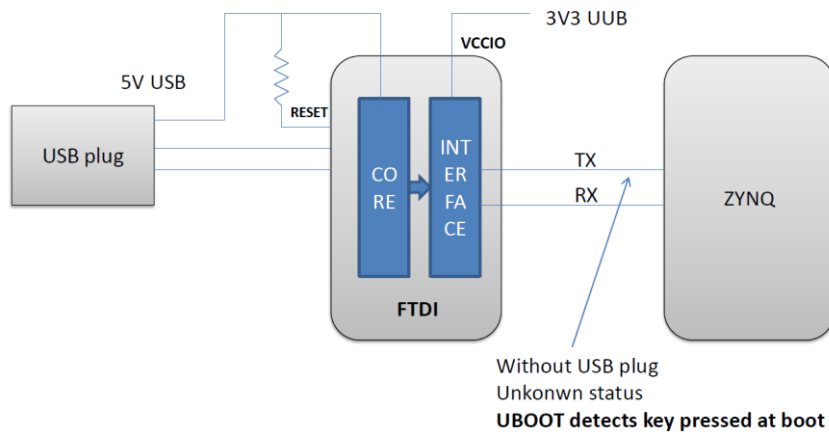 3V3 UUB
VCCIO
5V USB
RESET
USB plug
CO
RE
INT
ER
FA
CE
TX
RX
ZYNQ
FTDI
Without USB plug
Unkonwn status
UBOOT detects key pressed at boot